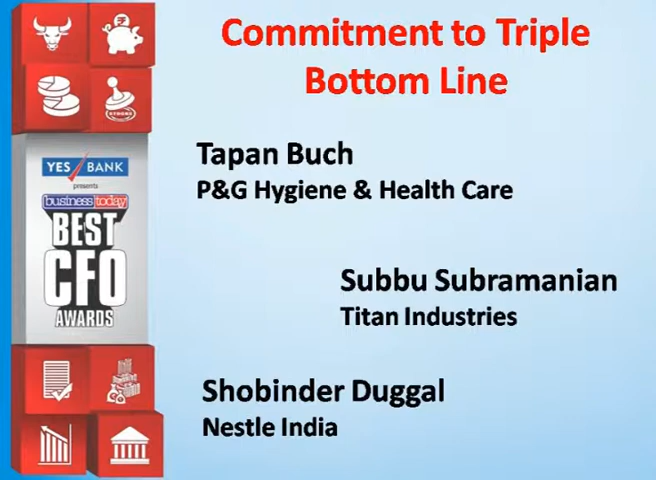 Commitment to Triple
Bottom Line
Tapan Buch
P&G Hygiene & Health Care
YES BANK
presents
business today
BEST
CFO
AWARDS
Subbu Subramanian
Titan Industries
Shobinder Duggal
Nestle India